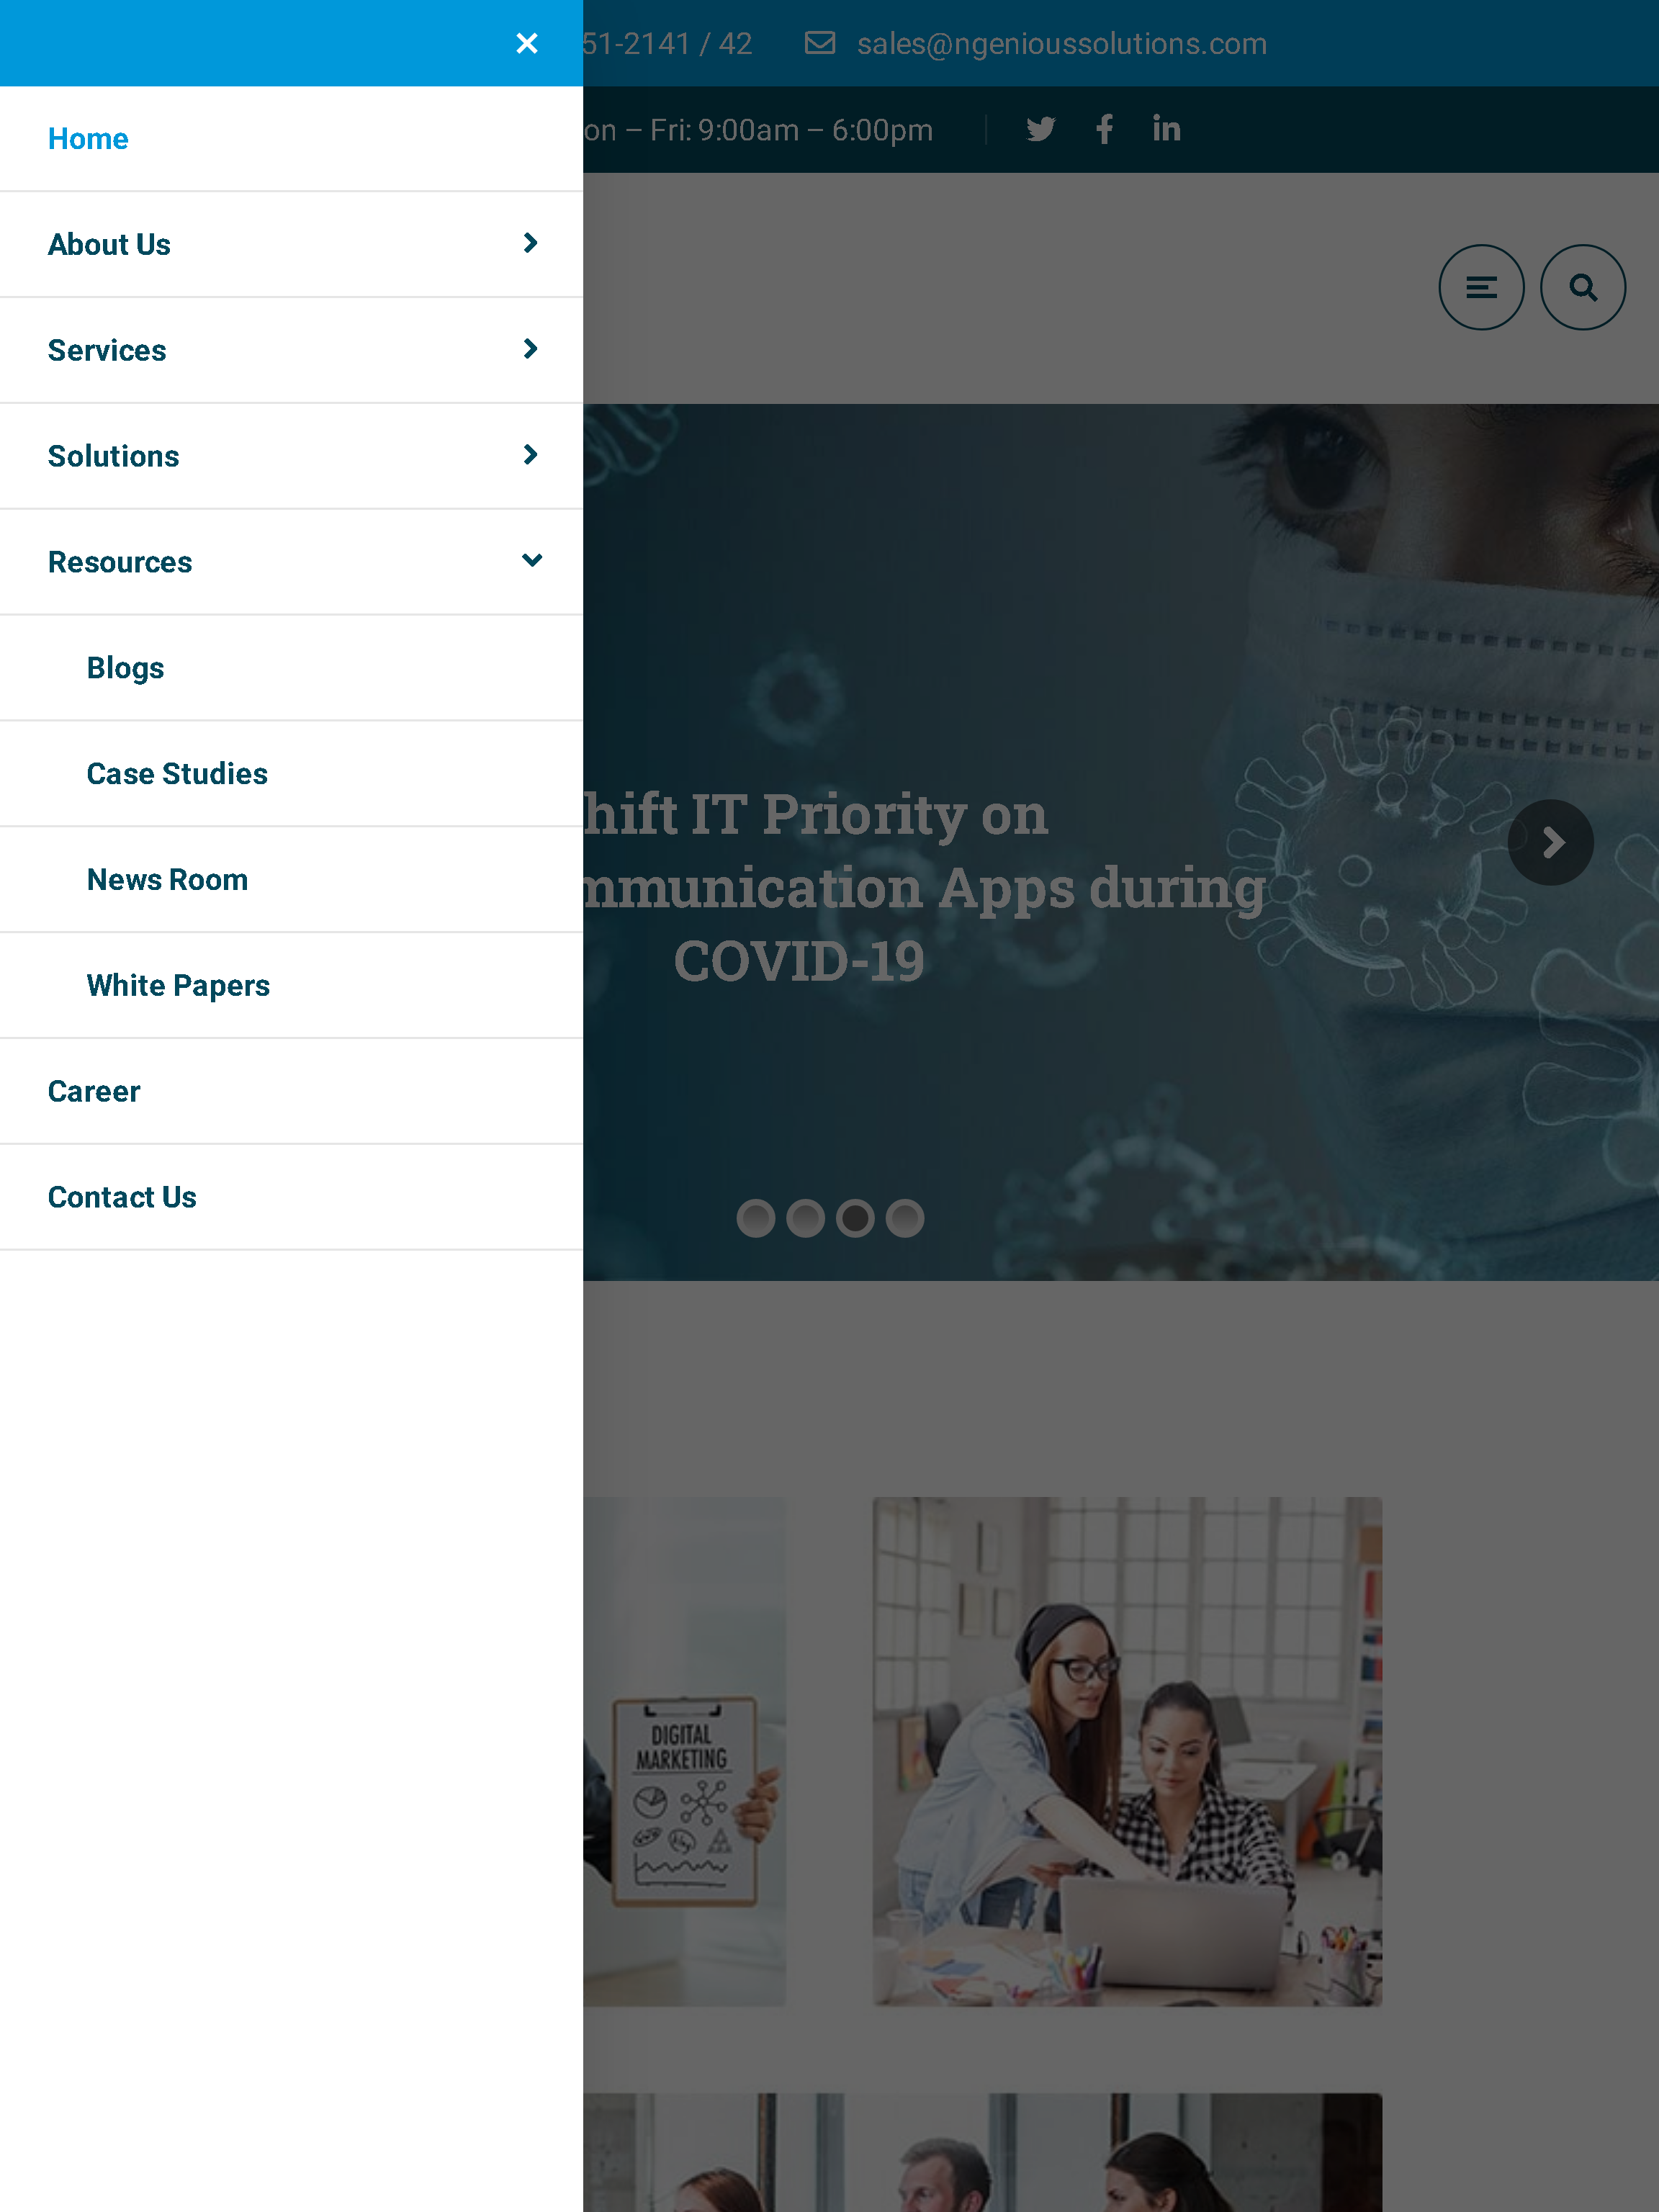 51-2141 / 42 sales@ngenioussolutions.com
on – Fri: 9:00am – 6:00pm
Home
About Us
Services
Solutions
Resources
Blogs
Case Studies
News Room
White Papers
Career
Contact Us
hift IT Priority on
mmunication Apps during
COVID-19
DIGITAL
MARKETING